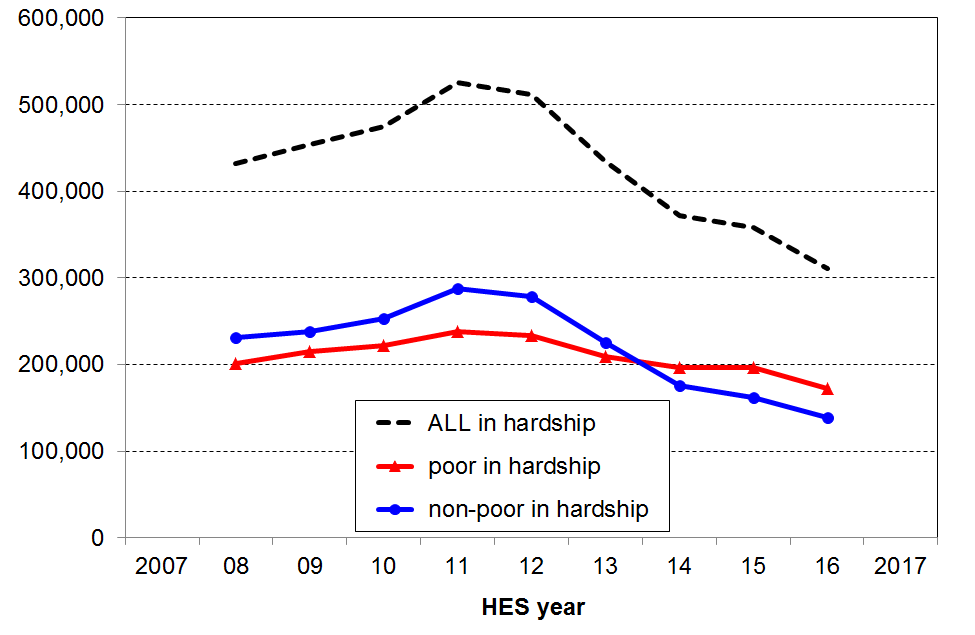 600,000
500,000
400,000
300,000
200,000
100,000
0
ALL in hardship
poor in hardship
non-poor in hardship
2007 08 09 10 11 12 13 14 15 16 2017
HES year